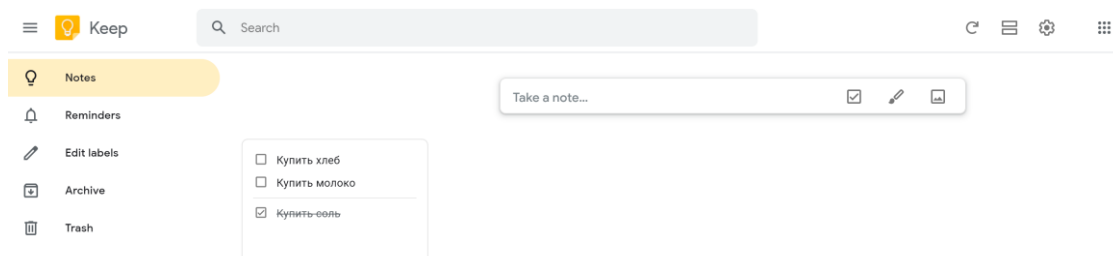 Keep
Search
Notes
Reminders
Edit labels
Archive
Trash
Take a note...
Купить хлеб
Купить молоко
Купить соль